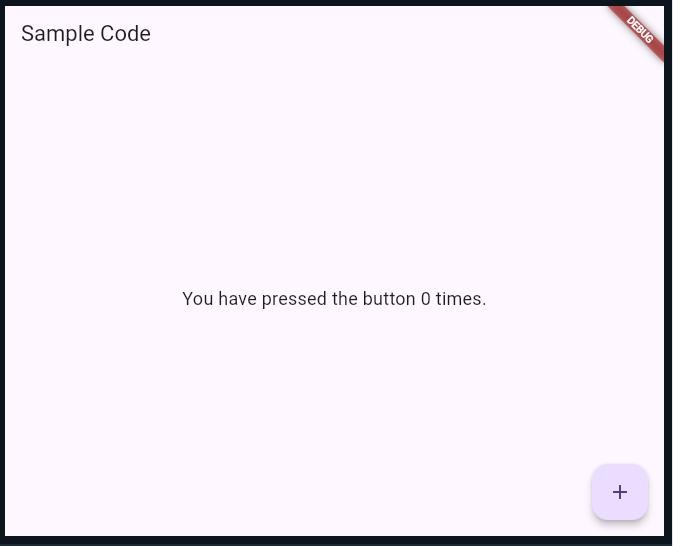 Sample Code
DEBUG
You have pressed the button 0 times.
+